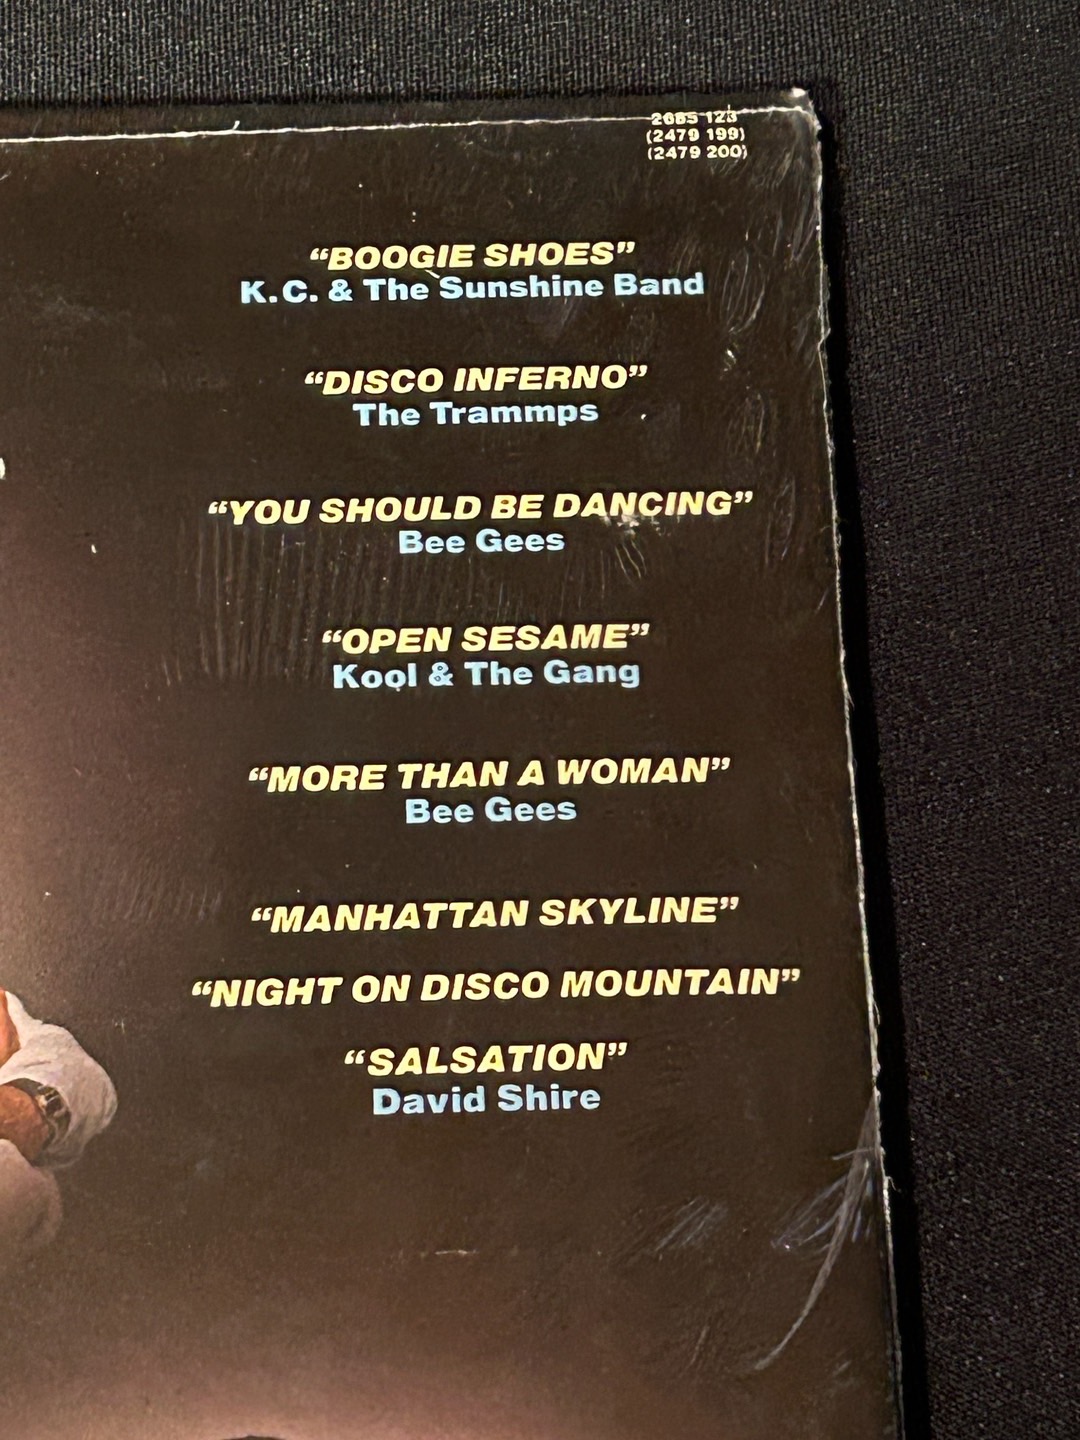 2685 123
(2479 199)
(2479 200)
“BOOGIE SHOES”
K.C. & The Sunshine Band
“DISCO INFERNO”
The Trammps
“YOU SHOULD BE DANCING”
Bee Gees
“OPEN SESAME”
Kool & The Gang
“MORE THAN A WOMAN”
Bee Gees
“MANHATTAN SKYLINE”
“NIGHT ON DISCO MOUNTAIN”
“SALSATION”
David Shire